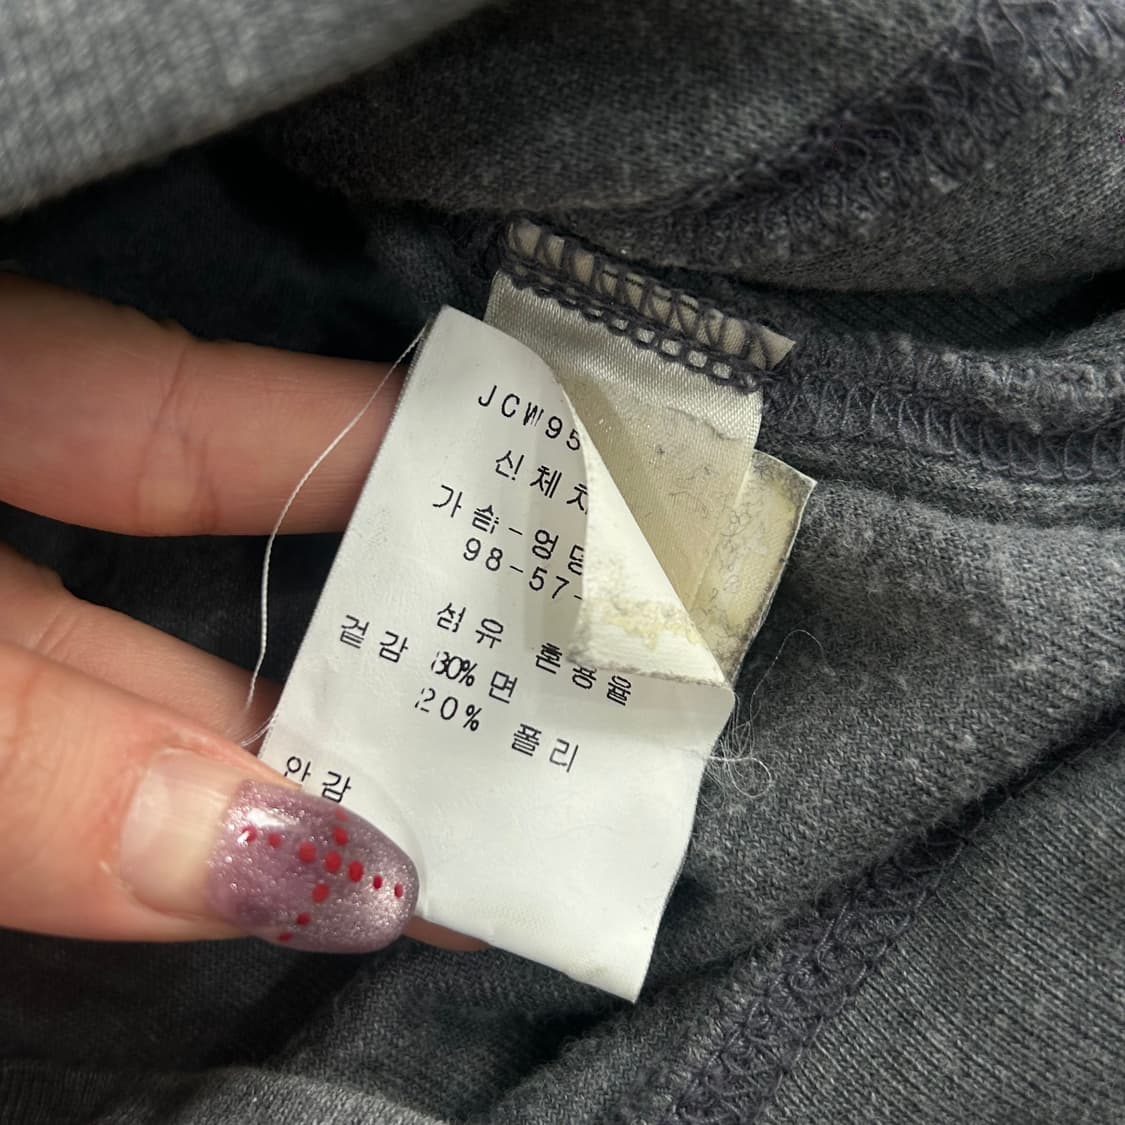 JCW95
신체
가슴-엉덩
98-57-
섬유 혼용율
겉감 80% 면
20% 폴리
안감